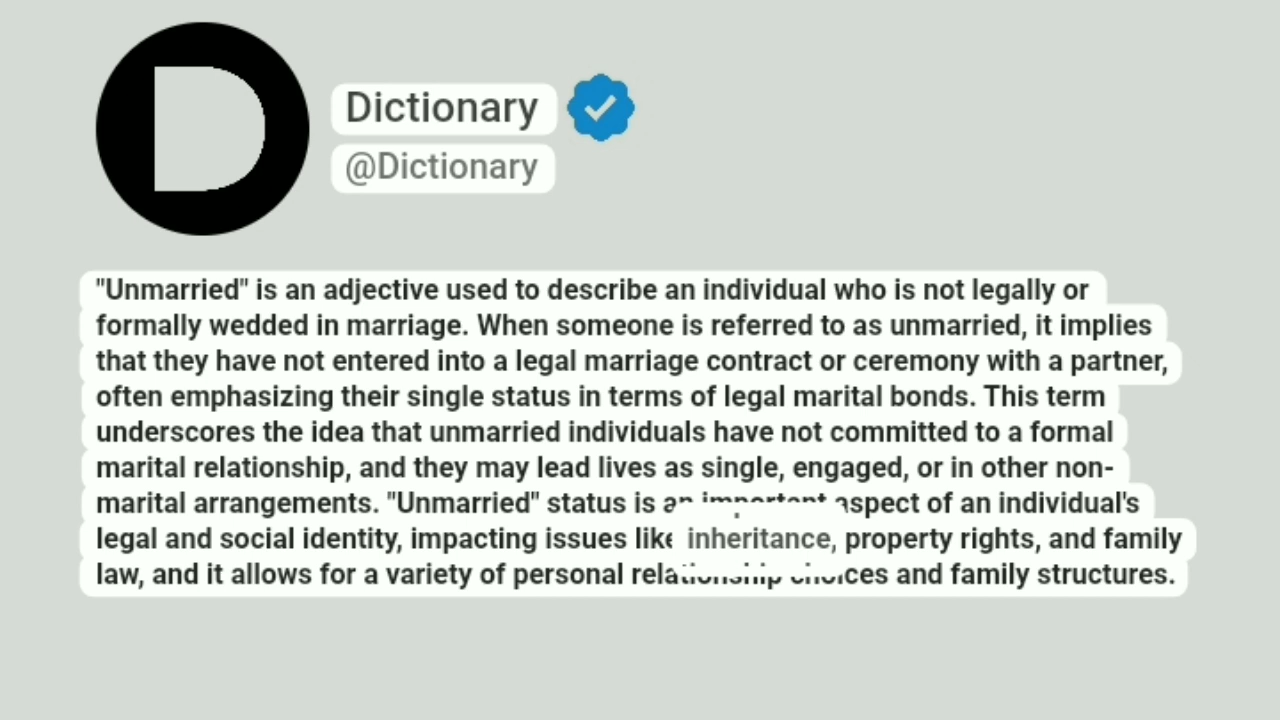 D
Dictionary
@Dictionary
"Unmarried" is an adjective used to describe an individual who is not legally or
formally wedded in marriage. When someone is referred to as unmarried, it implies
that they have not entered into a legal marriage contract or ceremony with a partner,
often emphasizing their single status in terms of legal marital bonds. This term
underscores the idea that unmarried individuals have not committed to a formal
marital relationship, and they may lead lives as single, engaged, or in other non-
marital arrangements. "Unmarried" status is an important aspect of an individual's
legal and social identity, impacting issues like inheritance, property rights, and family
law, and it allows for a variety of personal relationship choices and family structures.